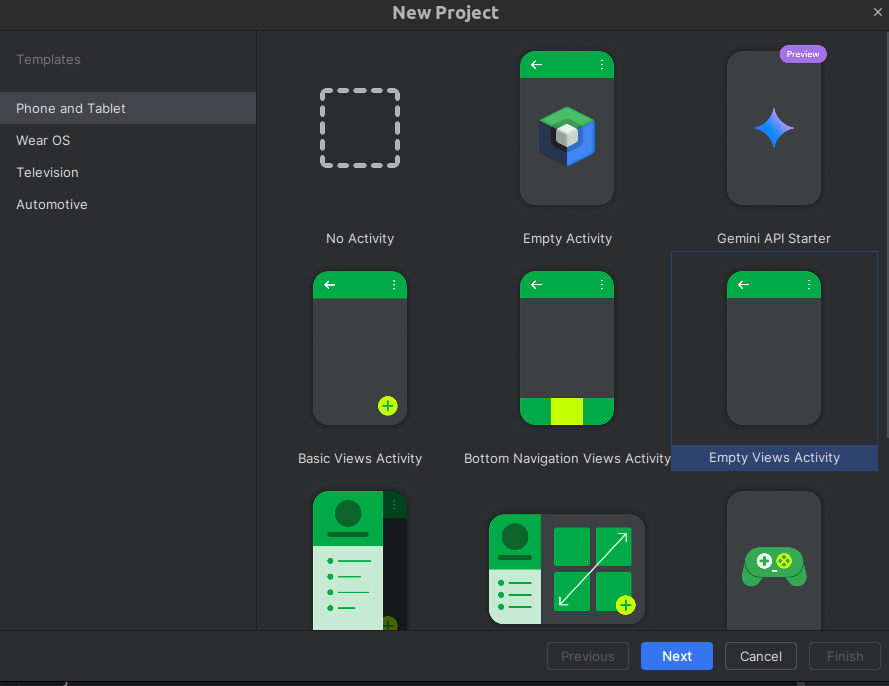 New Project
Templates
Phone and Tablet
Wear OS
Television
Automotive
Preview
No Activity
Empty Activity
Gemini API Starter
Basic Views Activity
Bottom Navigation Views Activity
Empty Views Activity
Previous
Next
Cancel
Finish